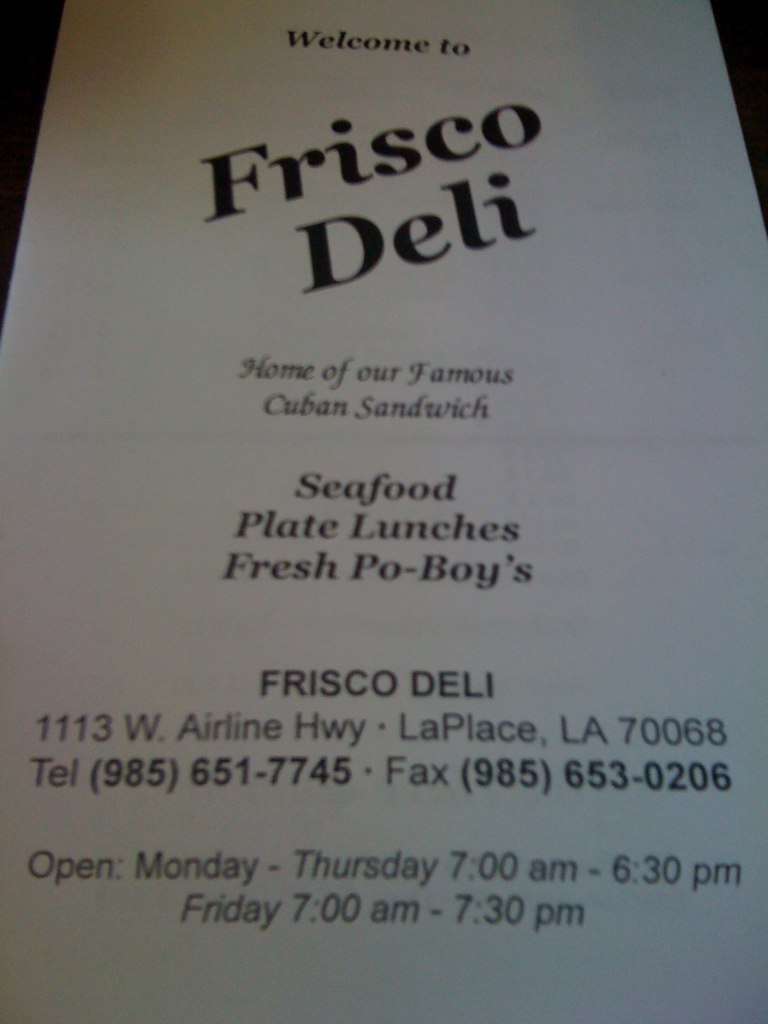 Welcome to
Frisco
Deli
Home of our Famous
Cuban Sandwich
Seafood
Plate Lunches
Fresh Po-Boy's
FRISCO DELI
1113 W. Airline Hwy · LaPlace, LA 70068
Tel (985) 651-7745 · Fax (985) 653-0206
Open: Monday - Thursday 7:00 am - 6:30 pm
Friday 7:00 am - 7:30 pm